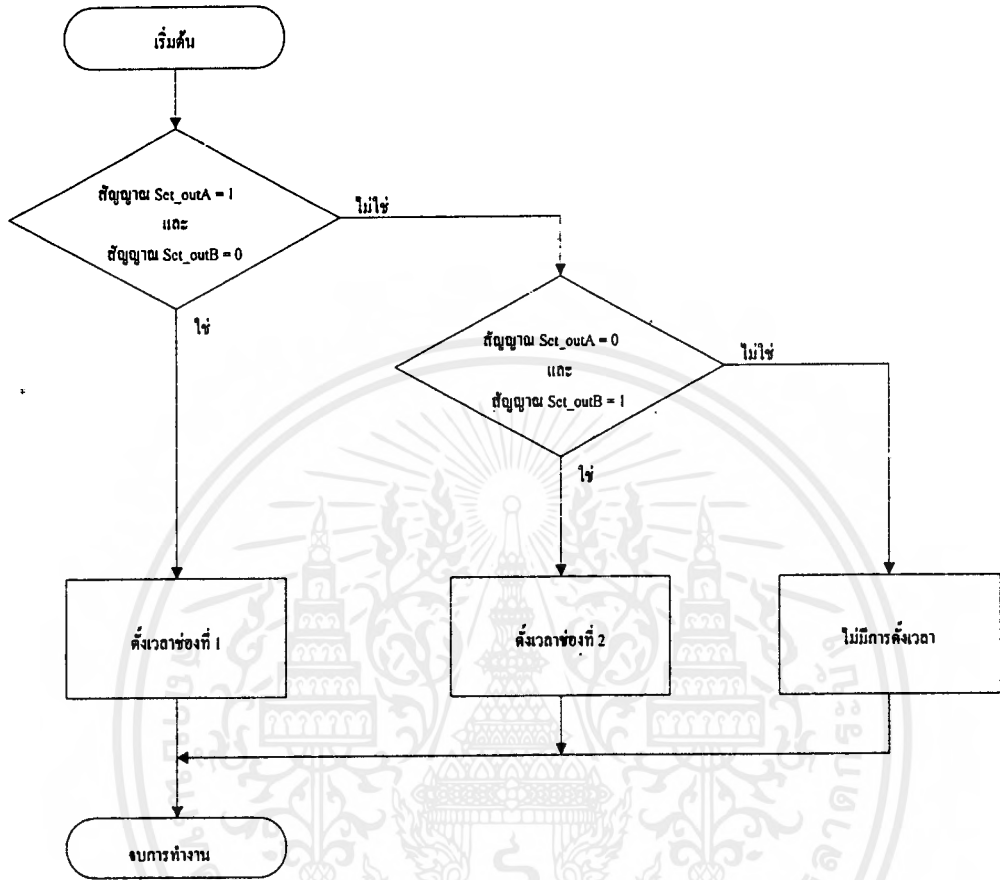 เริ่มต้น
สัญญาณ Set_outA = 1
และ
สัญญาณ Set_outB = 0
ไม่ใช่
ใช่
สัญญาณ Set_outA = 0
และ
สัญญาณ Set_outB = 1
ไม่ใช่
ใช่
ตั้งเวลาช่องที่ 1
ตั้งเวลาช่องที่ 2
ไม่มีการตั้งเวลา
จบการทำงาน